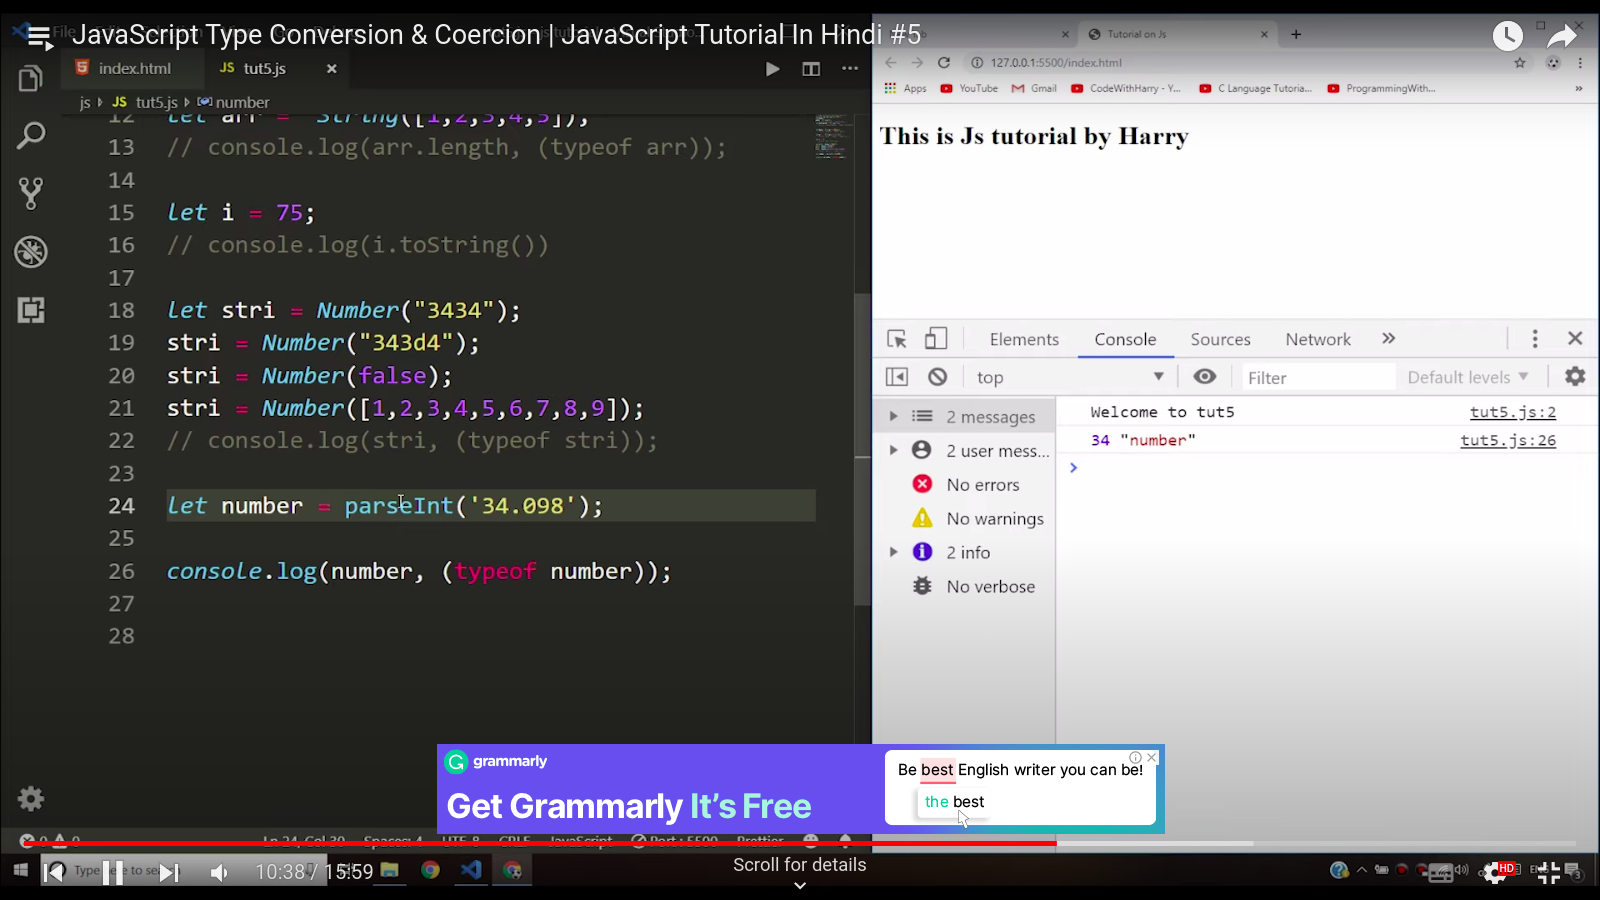 JavaScript Type Conversion & Coercion | JavaScript Tutorial In Hindi #5
index.html
JS tut5.js
js
JS tut5.js
number
12 let arr = String([1,2,3,4,5]);
13 // console.log(arr.length, (typeof arr));
14
15 let i = 75;
16 // console.log(i.toString())
17
18 let stri = Number("3434");
19 stri = Number("343d4");
20 stri = Number(false);
21 stri = Number([1,2,3,4,5,6,7,8,9]);
22 // console.log(stri, (typeof stri));
23
24 let number = parseInt('34.098');
25
26 console.log(number, (typeof number));
27
28
Tutorial on Js
127.0.0.1:5500/index.html
Apps YouTube Gmail CodeWithHarry - Y... C Language Tutoria... ProgrammingWith...
This is Js tutorial by Harry
Elements Console Sources Network
top Filter Default levels
2 messages
2 user mess...
No errors
No warnings
2 info
No verbose
Welcome to tut5 tut5.js:2
34 "number" tut5.js:26
grammarly
Get Grammarly It's Free
Be best English writer you can be!
the best
Ln 24, Col 30 Spaces: 4 UTF-8 CRLF JavaScript Port : 5500 Prettier
Type here to search
10:38 / 15:59
Scroll for details
HD
3